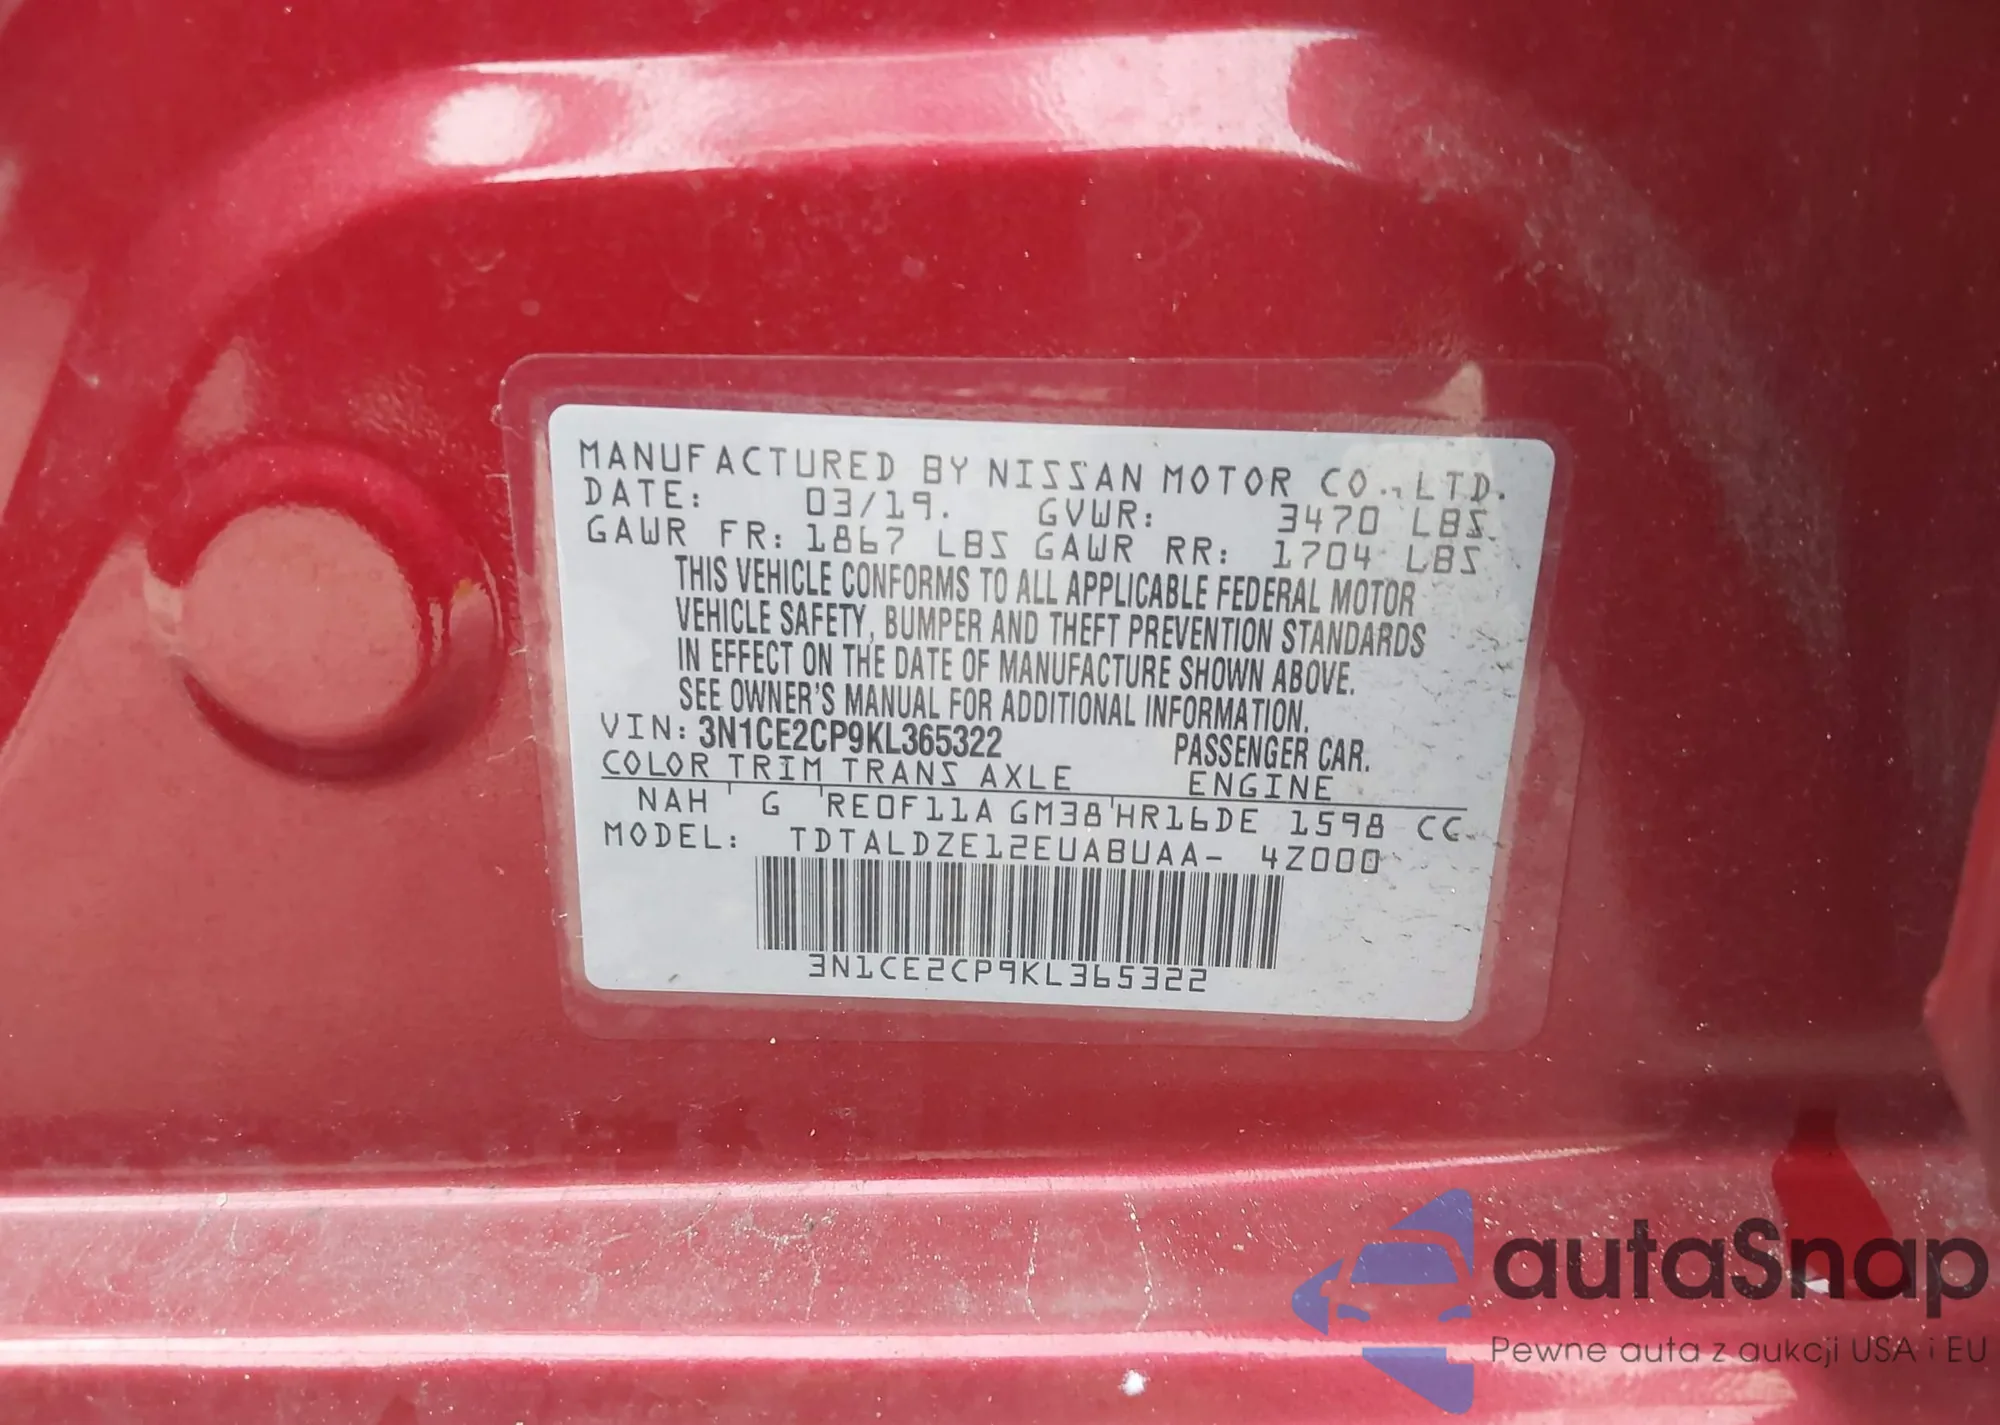 MANUFACTURED BY NISSAN MOTOR CO., LTD.
DATE: 03/19. GVWR: 3470 LBS.
GAWR FR: 1867 LBS GAWR RR: 1704 LBS
THIS VEHICLE CONFORMS TO ALL APPLICABLE FEDERAL MOTOR
VEHICLE SAFETY, BUMPER AND THEFT PREVENTION STANDARDS
IN EFFECT ON THE DATE OF MANUFACTURE SHOWN ABOVE.
SEE OWNER'S MANUAL FOR ADDITIONAL INFORMATION.
VIN: 3N1CE2CP9KL365322 PASSENGER CAR.
COLOR TRIM TRANS AXLE ENGINE
NAH ' G ' RE0F11A GM38 ' HR16DE 1598 CC
MODEL: TDTALDZE12EUABUAA- 4Z000
3N1CE2CP9KL365322
autaSnap
Pewne auta z aukcji USA i EU